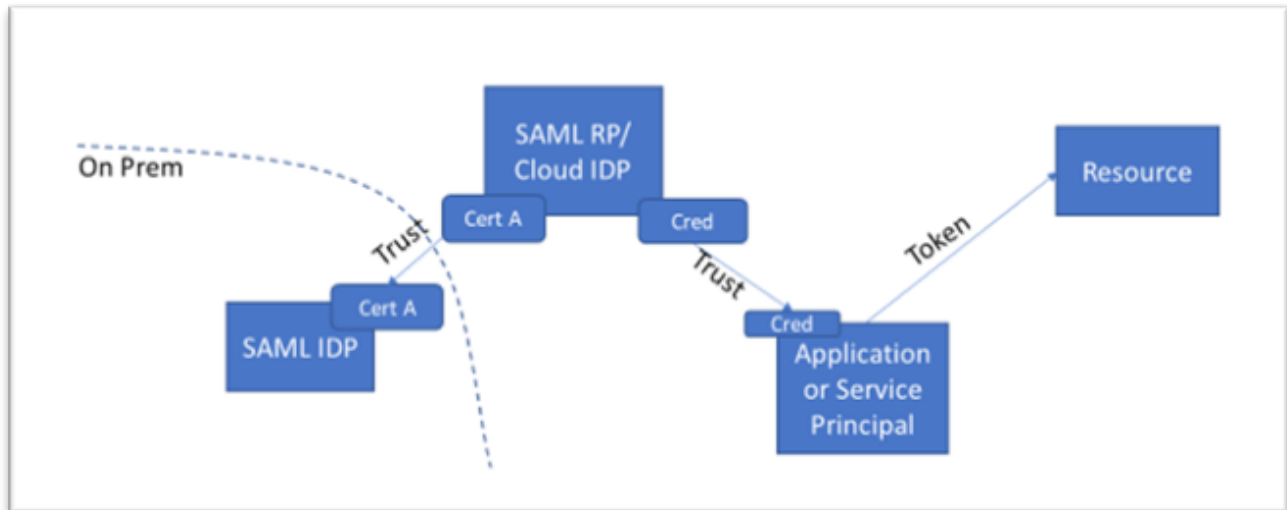 On Prem
SAML RP/
Cloud IDP
Cert A
Cred
Trust
Trust
Cert A
SAML IDP
Cred
Application
or Service
Principal
Token
Resource